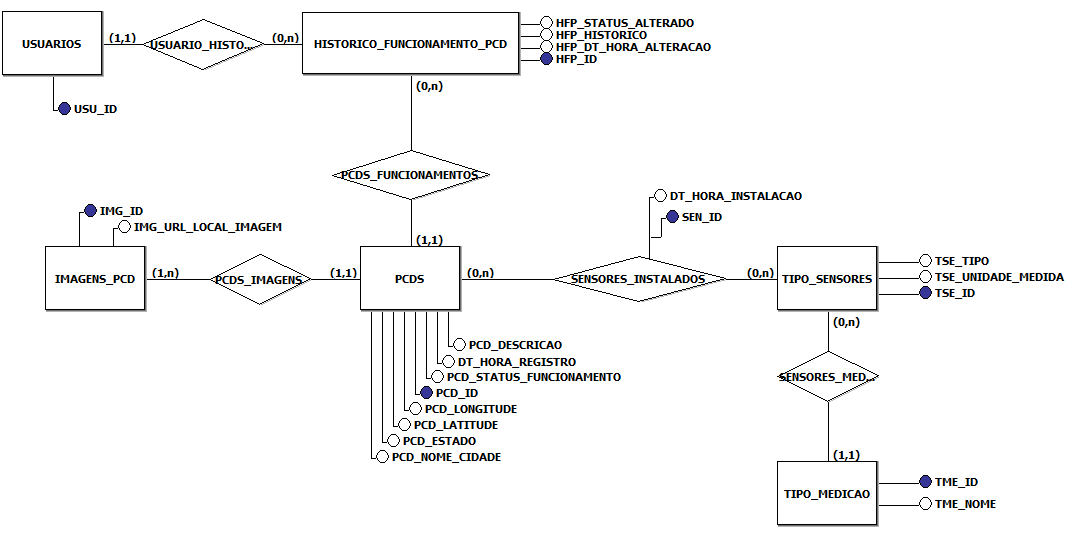 USUARIOS
(1,1)
USUARIO_HISTO...
(0,n)
HISTORICO_FUNCIONAMENTO_PCD
HFP_STATUS_ALTERADO
HFP_HISTORICO
HFP_DT_HORA_ALTERACAO
HFP_ID
USU_ID
(0,n)
PCDS_FUNCIONAMENTOS
(1,1)
IMG_ID
IMG_URL_LOCAL_IMAGEM
IMAGENS_PCD
(1,n)
PCDS_IMAGENS
(1,1)
PCDS
(0,n)
DT_HORA_INSTALACAO
SEN_ID
SENSORES_INSTALADOS
(0,n)
TIPO_SENSORES
TSE_TIPO
TSE_UNIDADE_MEDIDA
TSE_ID
PCD_DESCRICAO
DT_HORA_REGISTRO
PCD_STATUS_FUNCIONAMENTO
PCD_ID
PCD_LONGITUDE
PCD_LATITUDE
PCD_ESTADO
PCD_NOME_CIDADE
(0,n)
SENSORES_MED...
(1,1)
TIPO_MEDICAO
TME_ID
TME_NOME